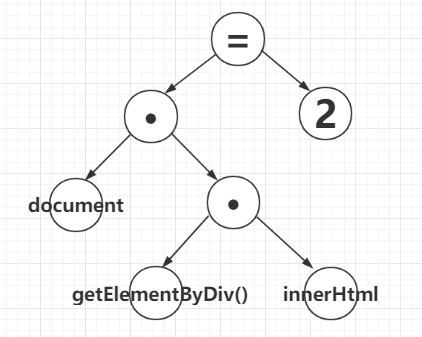 =
•
2
document
•
getElementByDiv()
innerHtml